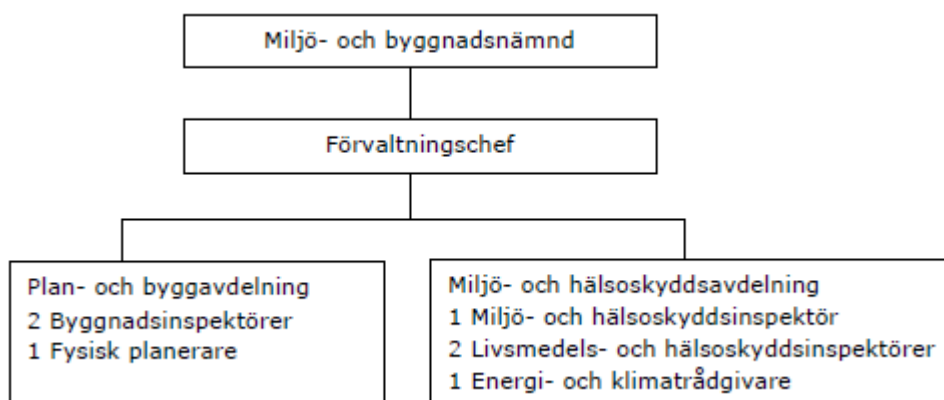 Miljö- och byggnadsnämnd
Förvaltningschef
Plan- och byggavdelning
2 Byggnadsinspektörer
1 Fysisk planerare
Miljö- och hälsoskyddsavdelning
1 Miljö- och hälsoskyddsinspektör
2 Livsmedels- och hälsoskyddsinspektörer
1 Energi- och klimatrådgivare